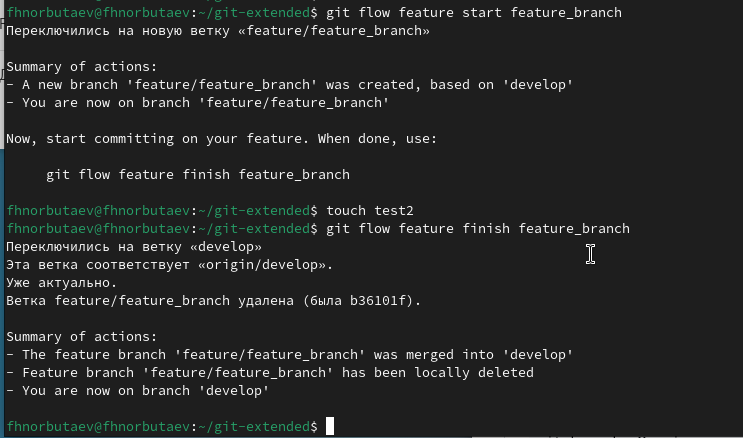 fhnorbutaev@fhnorbutaev:~/git-extended$ git flow feature start feature_branch
Переключились на новую ветку «feature/feature_branch»
Summary of actions:
- A new branch 'feature/feature_branch' was created, based on 'develop'
- You are now on branch 'feature/feature_branch'
Now, start committing on your feature. When done, use:
git flow feature finish feature_branch
fhnorbutaev@fhnorbutaev:~/git-extended$ touch test2
fhnorbutaev@fhnorbutaev:~/git-extended$ git flow feature finish feature_branch
Переключились на ветку «develop»
Эта ветка соответствует «origin/develop».
Уже актуально.
Ветка feature/feature_branch удалена (была b36101f).
Summary of actions:
- The feature branch 'feature/feature_branch' was merged into 'develop'
- Feature branch 'feature/feature_branch' has been locally deleted
- You are now on branch 'develop'
fhnorbutaev@fhnorbutaev:~/git-extended$